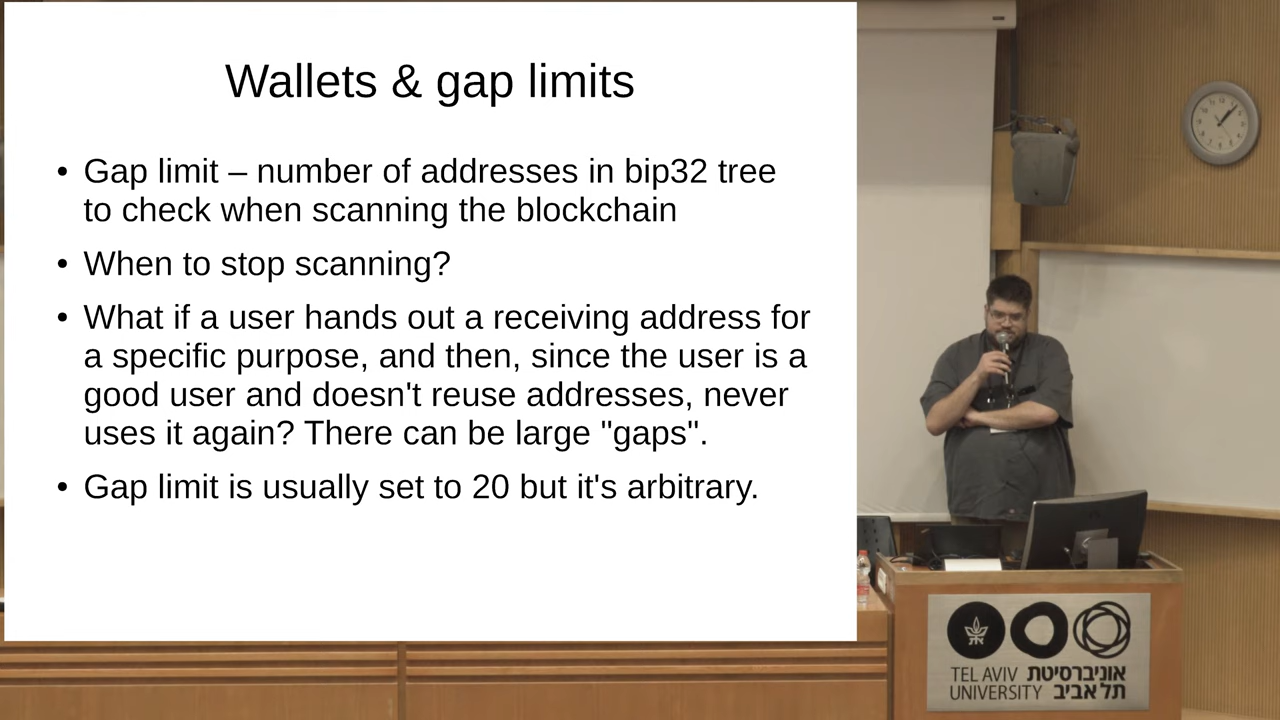 Wallets & gap limits
• Gap limit – number of addresses in bip32 tree
to check when scanning the blockchain
• When to stop scanning?
• What if a user hands out a receiving address for
a specific purpose, and then, since the user is a
good user and doesn't reuse addresses, never
uses it again? There can be large "gaps".
• Gap limit is usually set to 20 but it's arbitrary.
TEL AVIV אוניברסיטת
UNIVERSITY תל אביב